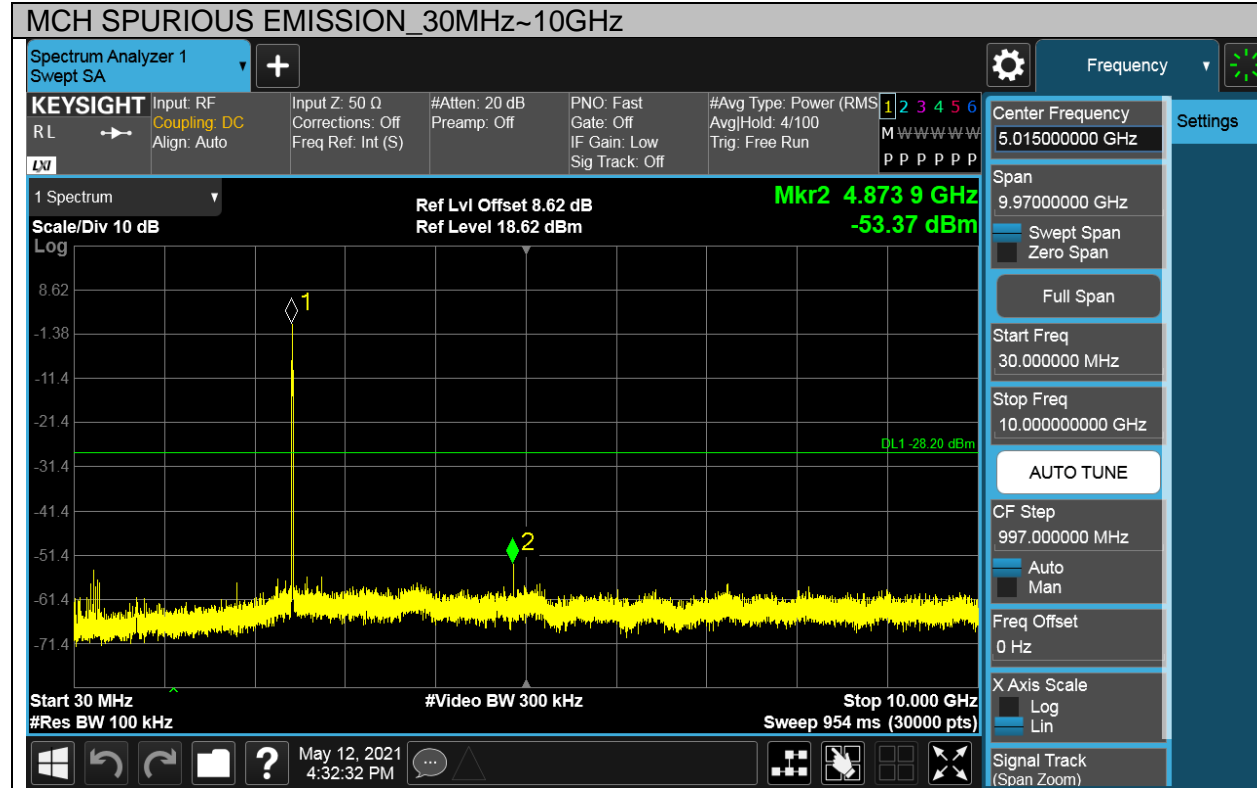 MCH SPURIOUS EMISSION_30MHz~10GHz
Spectrum Analyzer 1
Swept SA
Frequency
KEYSIGHT
R L
LXI
Input: RF
Coupling: DC
Align: Auto
Input Z: 50 Ω
Corrections: Off
Freq Ref: Int (S)
#Atten: 20 dB
Preamp: Off
PNO: Fast
Gate: Off
IF Gain: Low
Sig Track: Off
#Avg Type: Power (RMS
Avg|Hold: 4/100
Trig: Free Run
1 2 3 4 5 6
M W W W W W
P P P P P P
1 Spectrum
Scale/Div 10 dB
Log
Ref Lvl Offset 8.62 dB
Ref Level 18.62 dBm
Mkr2 4.873 9 GHz
-53.37 dBm
8.62
-1.38
-11.4
-21.4
-31.4
-41.4
-51.4
-61.4
-71.4
1
2
DL1 -28.20 dBm
Start 30 MHz
#Res BW 100 kHz
#Video BW 300 kHz
Stop 10.000 GHz
Sweep 954 ms (30000 pts)
?
May 12, 2021
4:32:32 PM
Center Frequency
5.015000000 GHz
Settings
Span
9.97000000 GHz
Swept Span
Zero Span
Full Span
Start Freq
30.000000 MHz
Stop Freq
10.000000000 GHz
AUTO TUNE
CF Step
997.000000 MHz
Auto
Man
Freq Offset
0 Hz
X Axis Scale
Log
Lin
Signal Track
(Span Zoom)